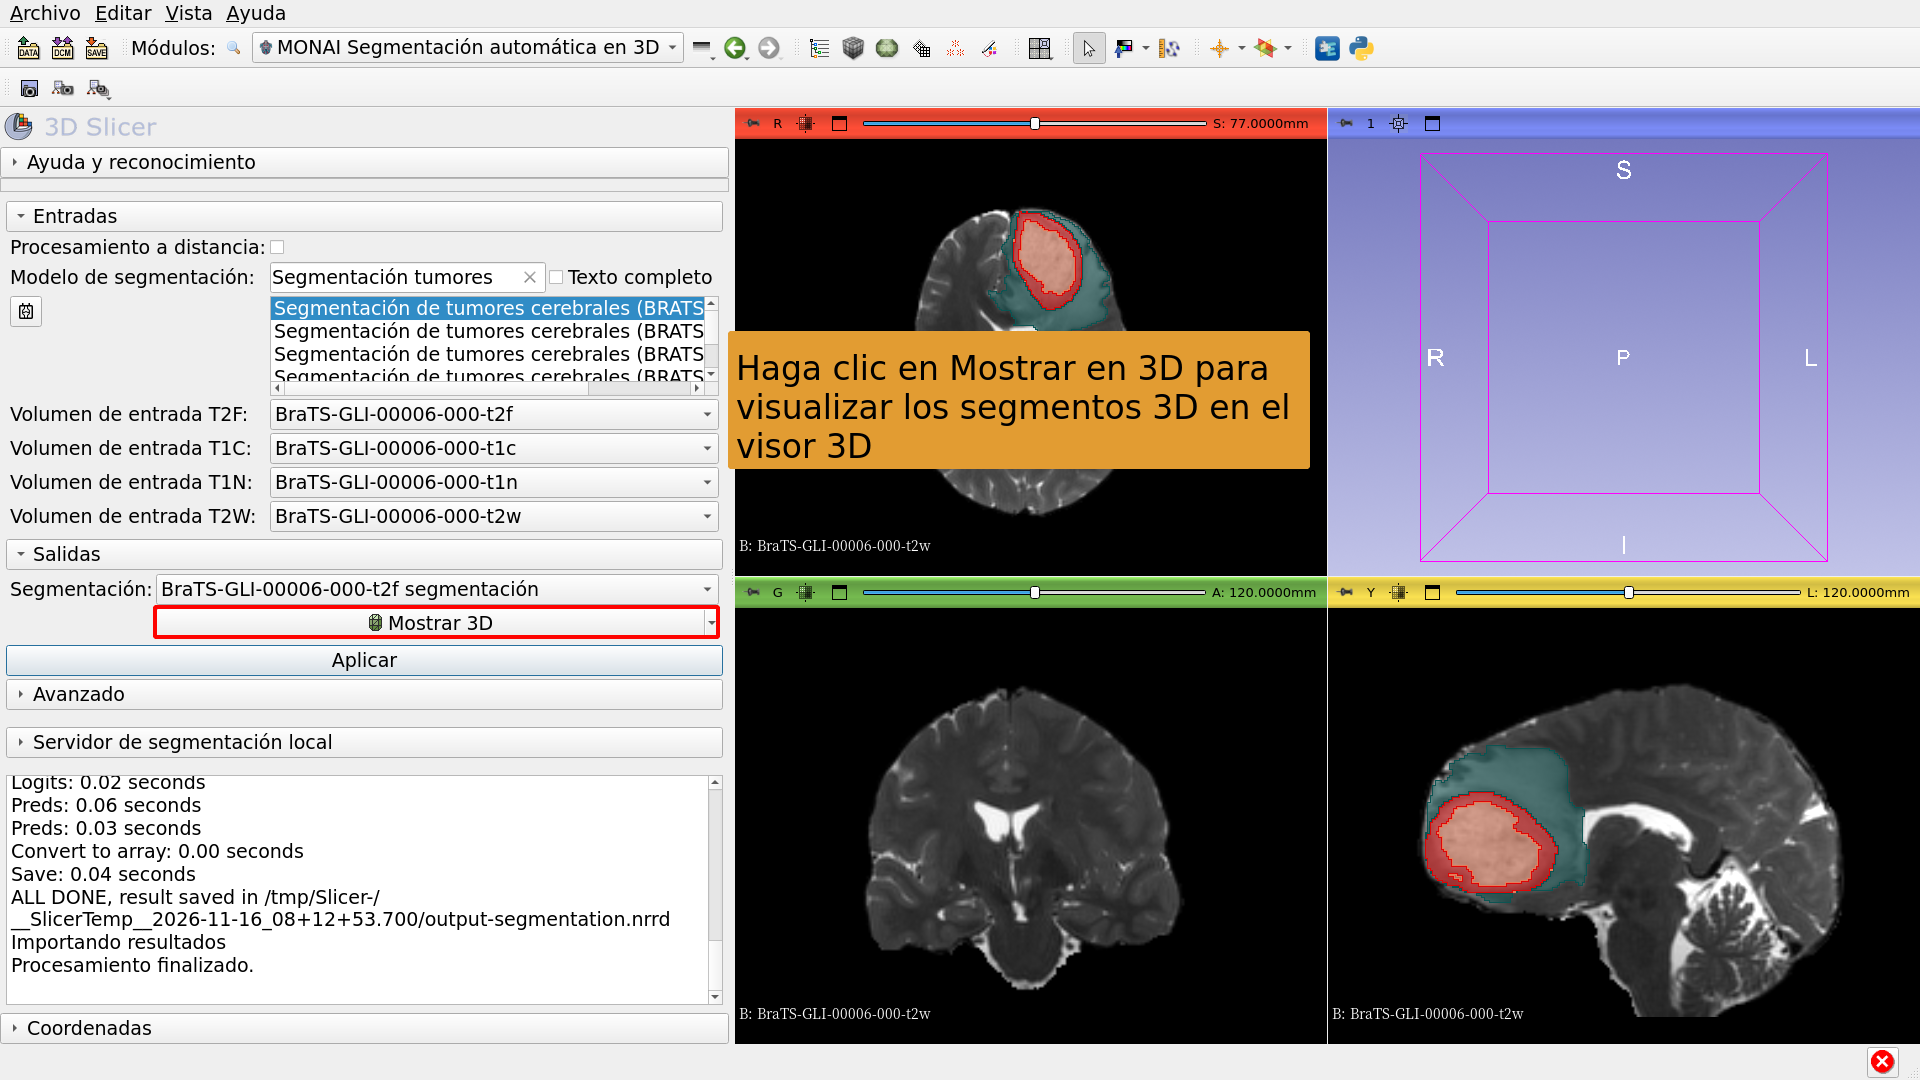 Archivo Editar Vista Ayuda
DATA DCM SAVE Módulos: MONAI Segmentación automática en 3D
3D Slicer
Ayuda y reconocimiento
Entradas
Procesamiento a distancia:
Modelo de segmentación: Segmentación tumores Texto completo
Segmentación de tumores cerebrales (BRATS
Segmentación de tumores cerebrales (BRATS
Segmentación de tumores cerebrales (BRATS
Segmentación de tumores cerebrales (BRATS
Volumen de entrada T2F: BraTS-GLI-00006-000-t2f
Volumen de entrada T1C: BraTS-GLI-00006-000-t1c
Volumen de entrada T1N: BraTS-GLI-00006-000-t1n
Volumen de entrada T2W: BraTS-GLI-00006-000-t2w
Salidas
Segmentación: BraTS-GLI-00006-000-t2f segmentación
Mostrar 3D
Aplicar
Avanzado
Servidor de segmentación local
Logits: 0.02 seconds
Preds: 0.06 seconds
Preds: 0.03 seconds
Convert to array: 0.00 seconds
Save: 0.04 seconds
ALL DONE, result saved in /tmp/Slicer-/
__SlicerTemp__2026-11-16_08+12+53.700/output-segmentation.nrrd
Importando resultados
Procesamiento finalizado.
Coordenadas
R S: 77.0000mm
Haga clic en Mostrar en 3D para
visualizar los segmentos 3D en el
visor 3D
B: BraTS-GLI-00006-000-t2w
1
S
R P L
I
G A: 120.0000mm
B: BraTS-GLI-00006-000-t2w
Y L: 120.0000mm
B: BraTS-GLI-00006-000-t2w